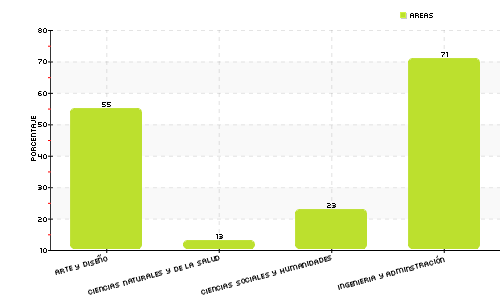 AREAS
80
70
60
50
40
30
20
10
PORCENTAJE
55
13
23
71
ARTE Y DISEÑO
CIENCIAS NATURALES Y DE LA SALUD
CIENCIAS SOCIALES Y HUMANIDADES
INGENIERIA Y ADMINSTRACIÓN